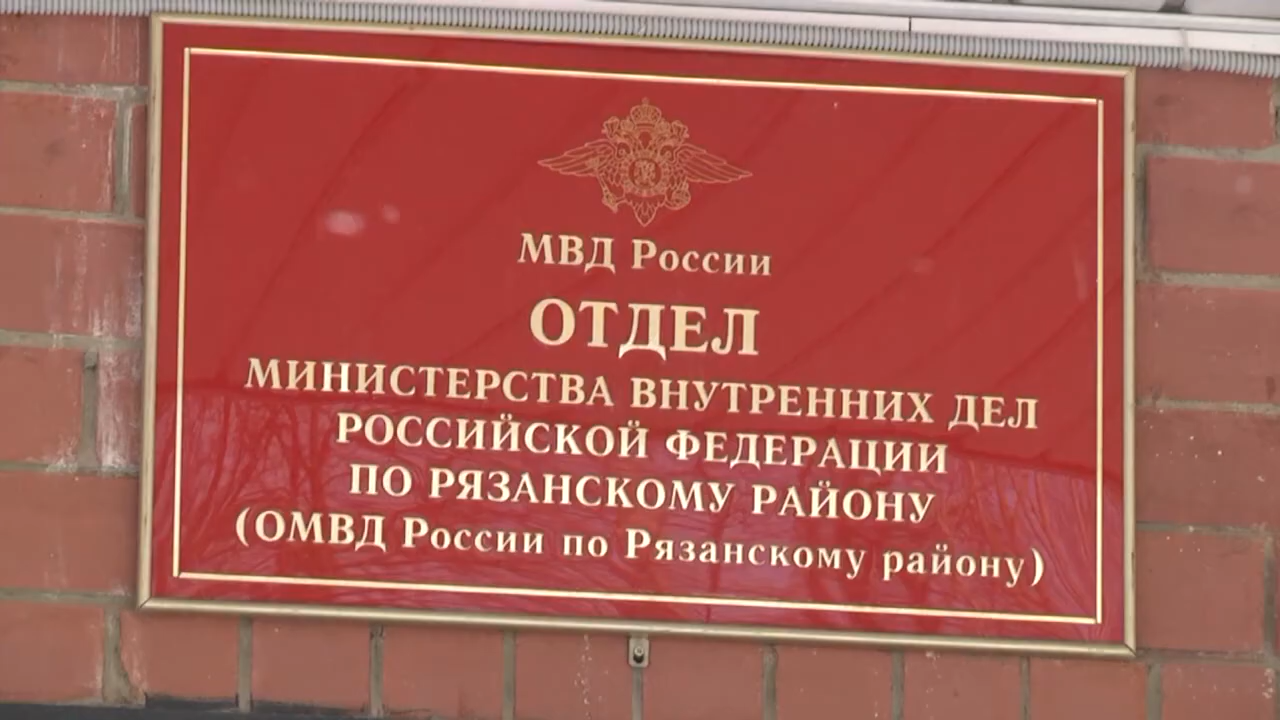 МВД России
ОТДЕЛ
МИНИСТЕРСТВА ВНУТРЕННИХ ДЕЛ
РОССИЙСКОЙ ФЕДЕРАЦИИ
ПО РЯЗАНСКОМУ РАЙОНУ
(ОМВД России по Рязанскому району)